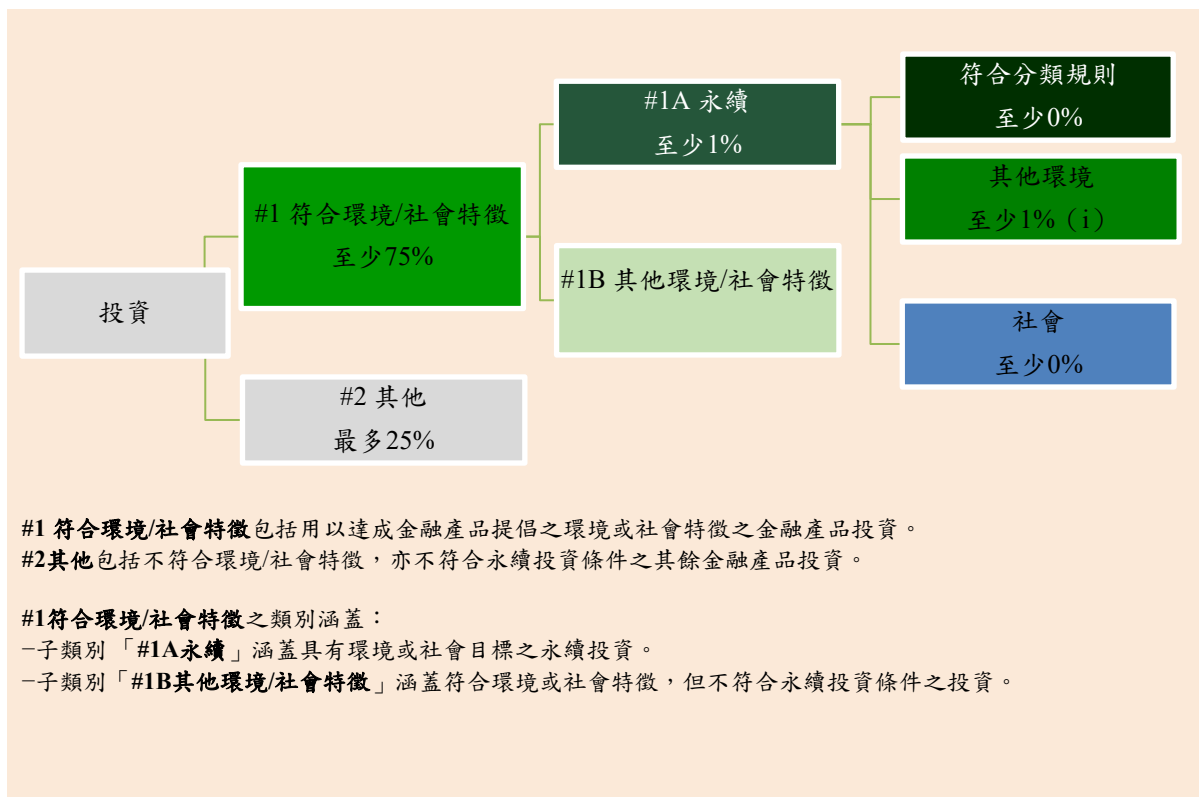 符合分類規則
至少0%
#1A 永續
至少1%
其他環境
至少1%（i）
#1 符合環境/社會特徵
至少75%
#1B 其他環境/社會特徵
投資
社會
至少0%
#2 其他
最多25%
#1 符合環境/社會特徵包括用以達成金融產品提倡之環境或社會特徵之金融產品投資。
#2其他包括不符合環境/社會特徵，亦不符合永續投資條件之其餘金融產品投資。
#1符合環境/社會特徵之類別涵蓋：
−子類別「#1A永續」涵蓋具有環境或社會目標之永續投資。
−子類別「#1B其他環境/社會特徵」涵蓋符合環境或社會特徵，但不符合永續投資條件之投資。